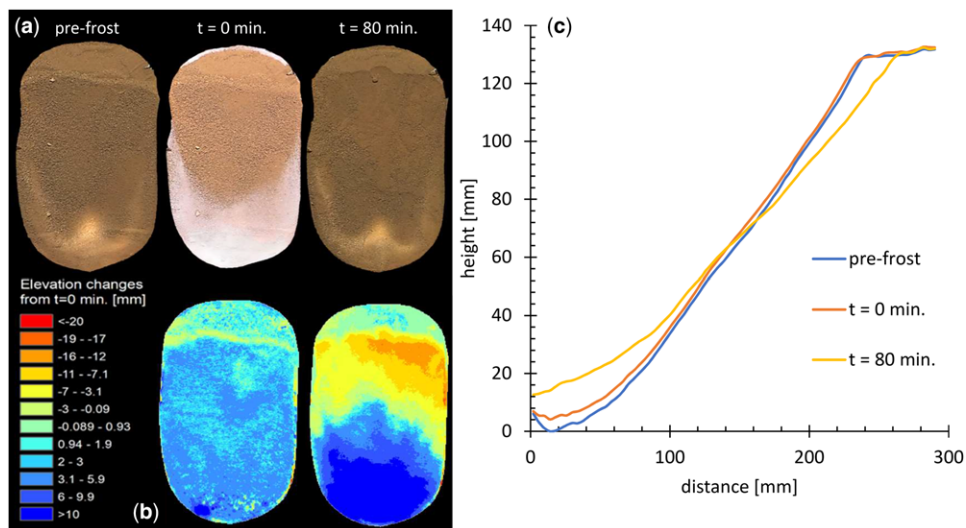 (a) pre-frost t = 0 min. t = 80 min.
Elevation changes
from t=0 min. [mm]
<-20
-19 - -17
-16 - -12
-11 - -7.1
-7 - -3.1
-3 - -0.09
-0.089 - 0.93
0.94 - 1.9
2 - 3
3.1 - 5.9
6 - 9.9
>10
(b)
(c)
140
120
100
80
60
40
20
0
height [mm]
0 100 200 300
distance [mm]
pre-frost
t = 0 min.
t = 80 min.